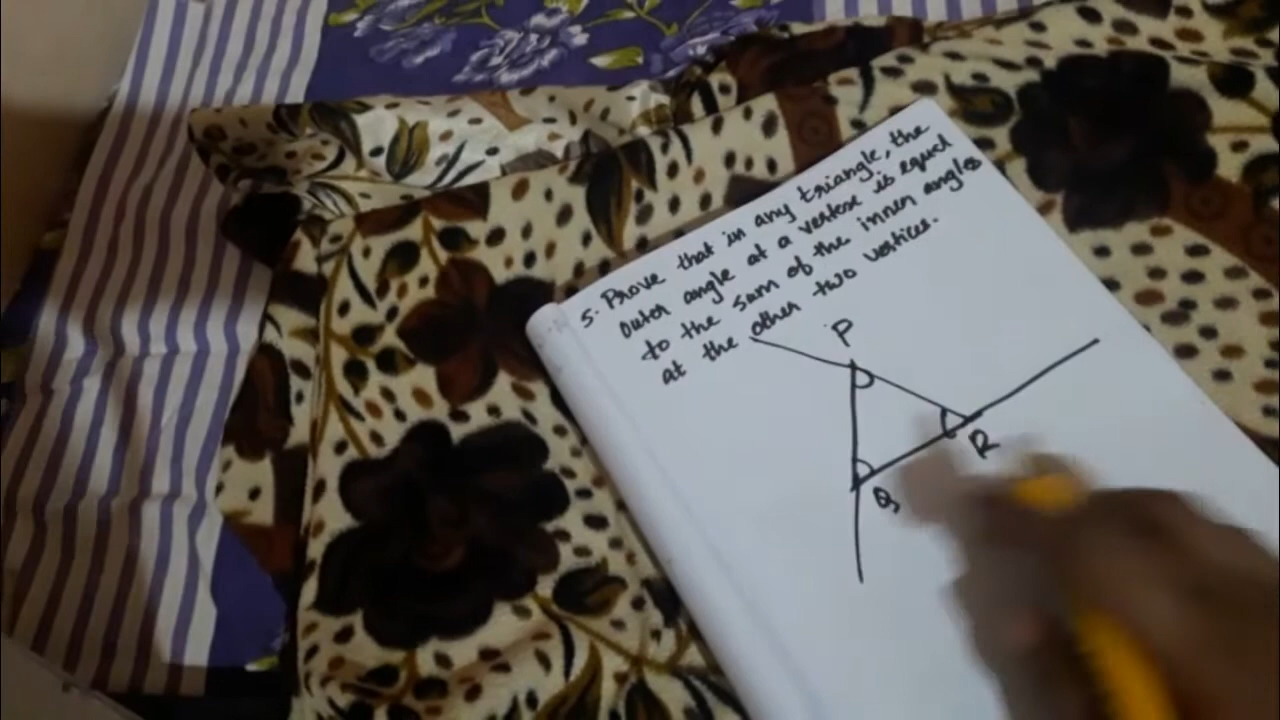 5. Prove that in any triangle, the
outer angle at a vertex is equal
to the sum of the inner angles
at the other two vertices.
P
R
Q